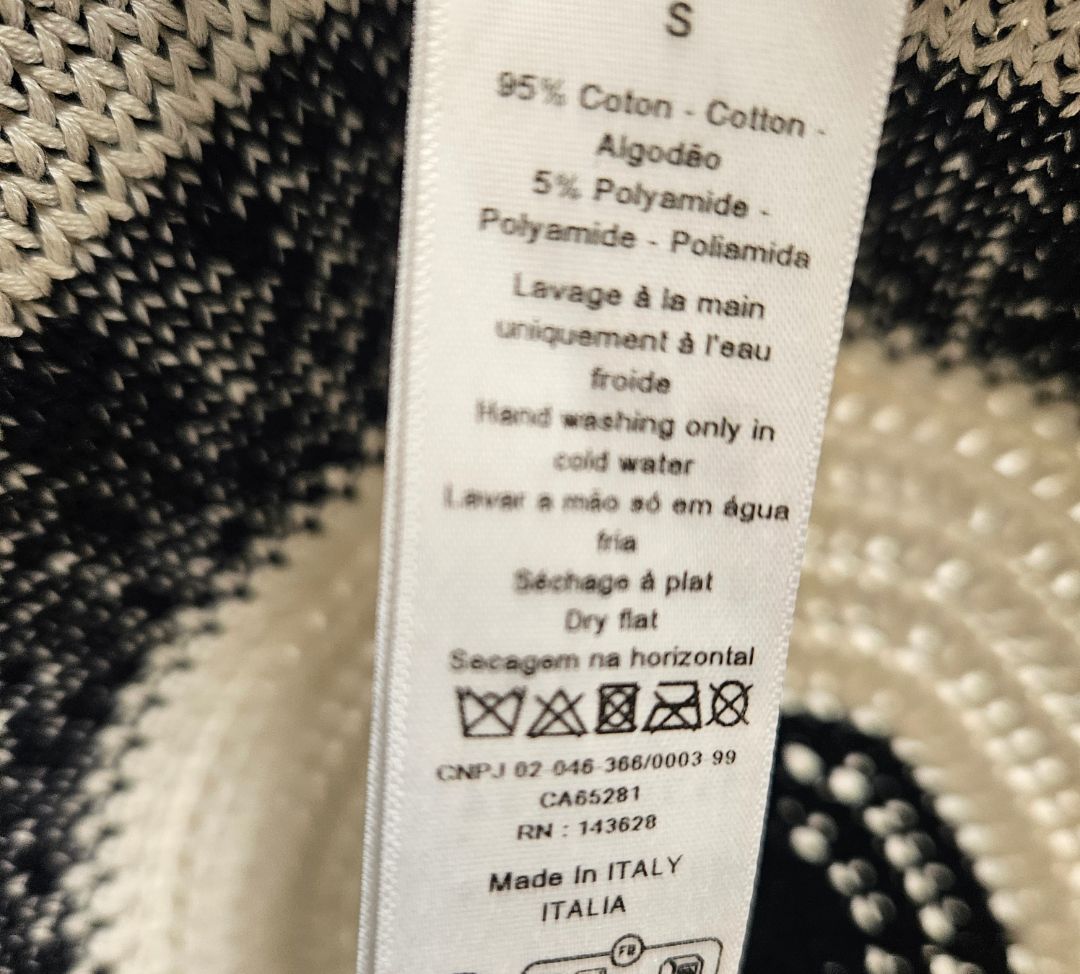 S
95% Coton - Cotton -
Algodão
5% Polyamide -
Polyamide - Poliamida
Lavage à la main
uniquement à l'eau
froide
Hand washing only in
cold water
Lavar a mão só em água
fria
Séchage à plat
Dry flat
Secagem na horizontal
CNPJ 02-046-366/0003-99
CA65281
RN : 143628
Made In ITALY
ITALIA
FR